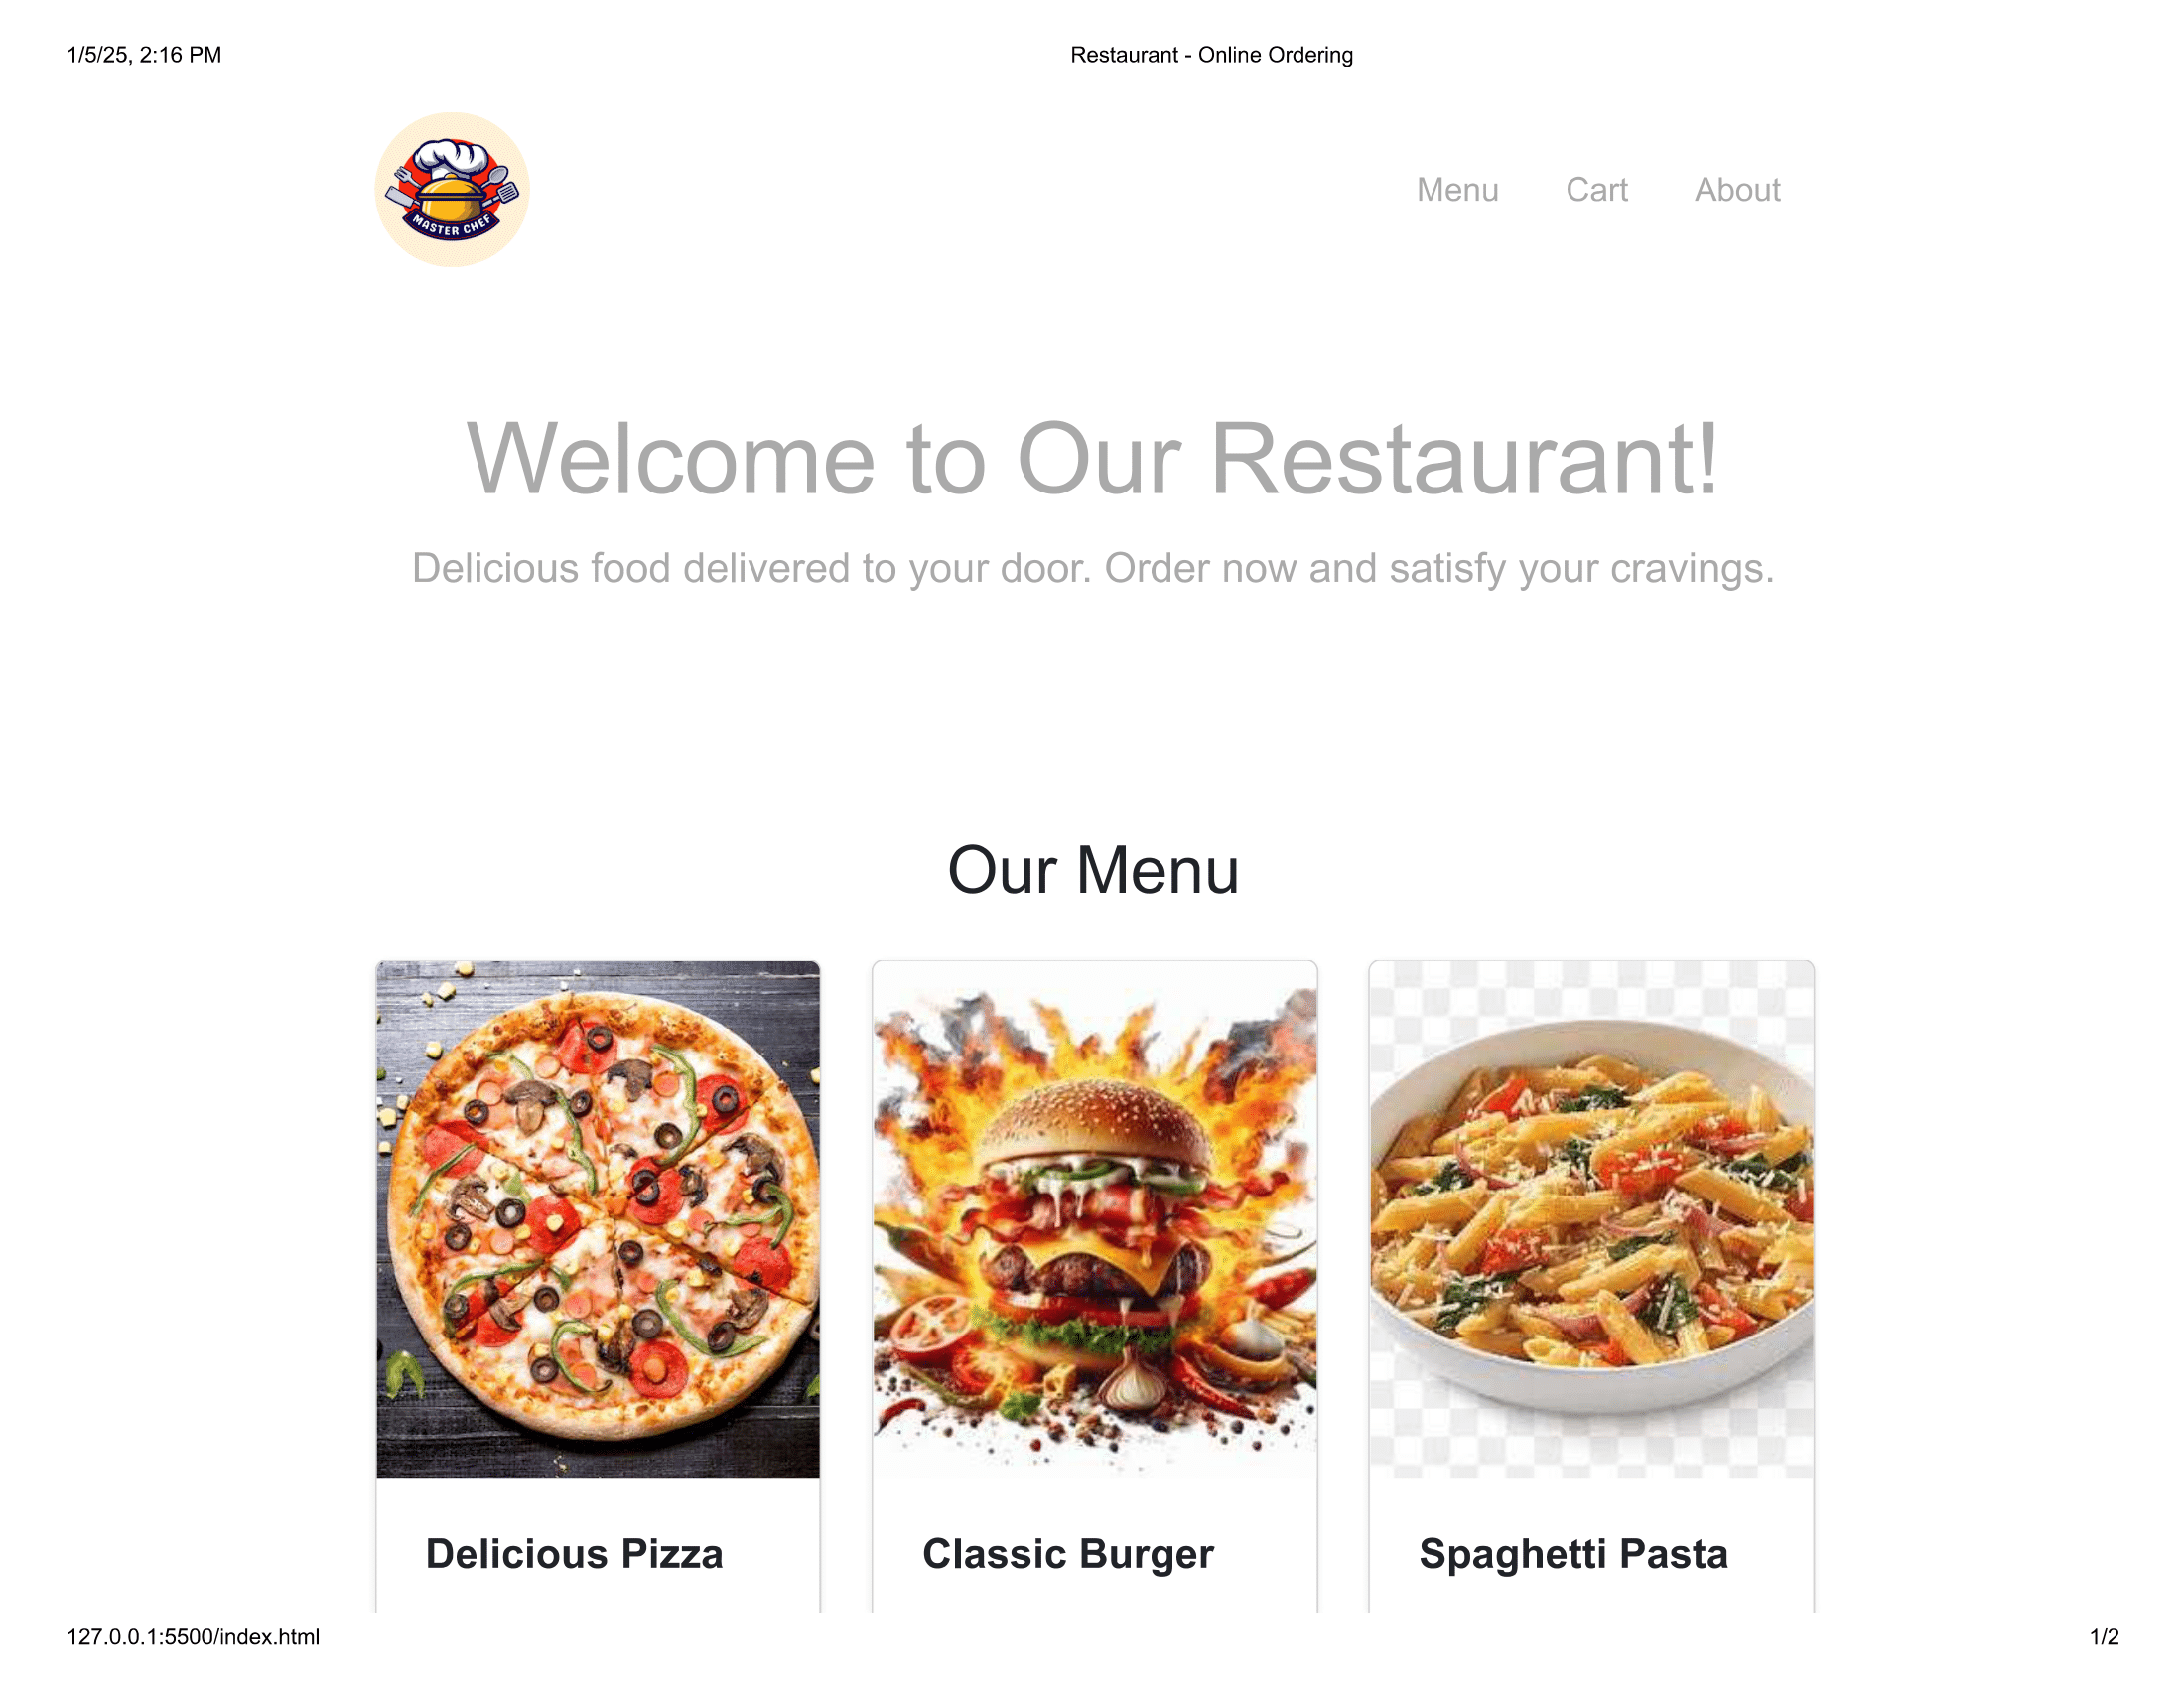 1/5/25, 2:16 PM
Restaurant - Online Ordering
MASTER CHEF
Menu
Cart
About
Welcome to Our Restaurant!
Delicious food delivered to your door. Order now and satisfy your cravings.
Our Menu
Delicious Pizza
Classic Burger
Spaghetti Pasta
127.0.0.1:5500/index.html
1/2